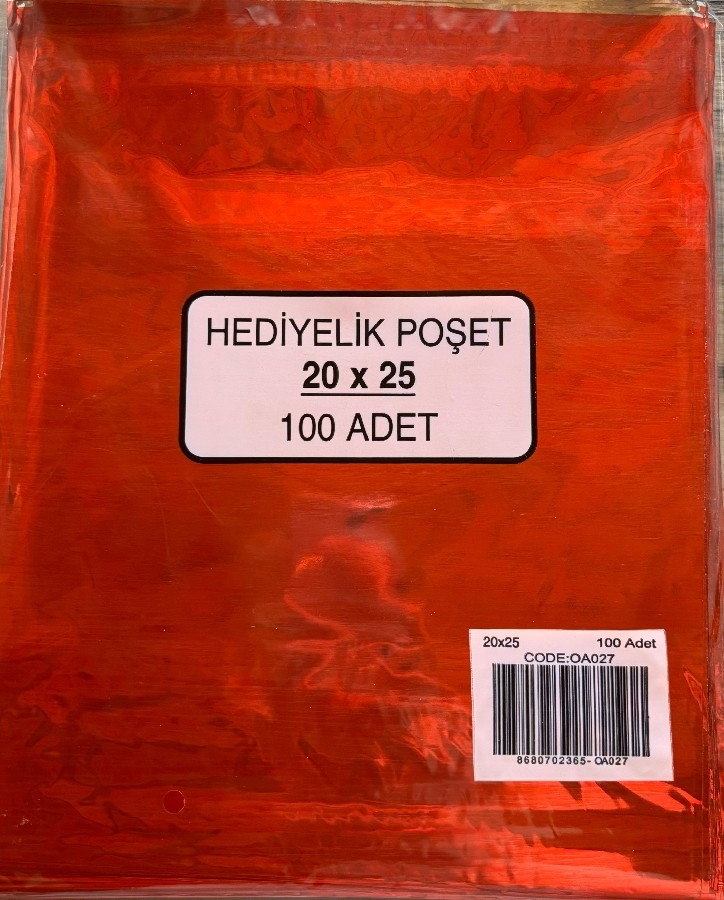 HEDİYELİK POŞET
20 x 25
100 ADET
20x25 100 Adet
CODE:OA027
8680702365-OA027